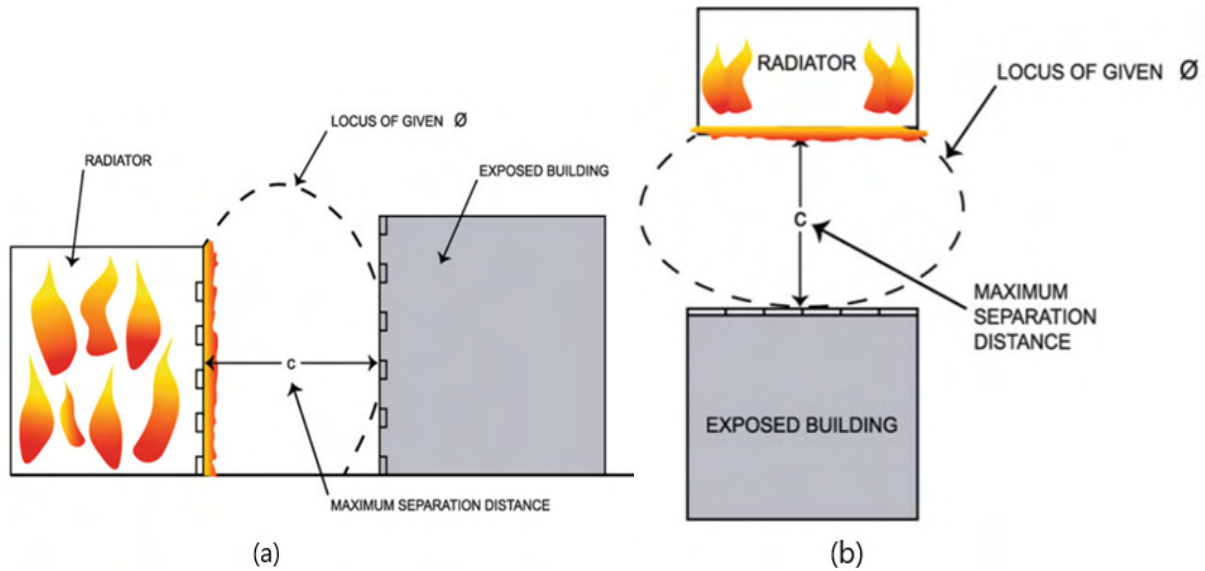 LOCUS OF GIVEN Ø
RADIATOR
EXPOSED BUILDING
C
MAXIMUM SEPARATION DISTANCE
(a)
RADIATOR
LOCUS OF GIVEN Ø
C
MAXIMUM
SEPARATION
DISTANCE
EXPOSED BUILDING
(b)